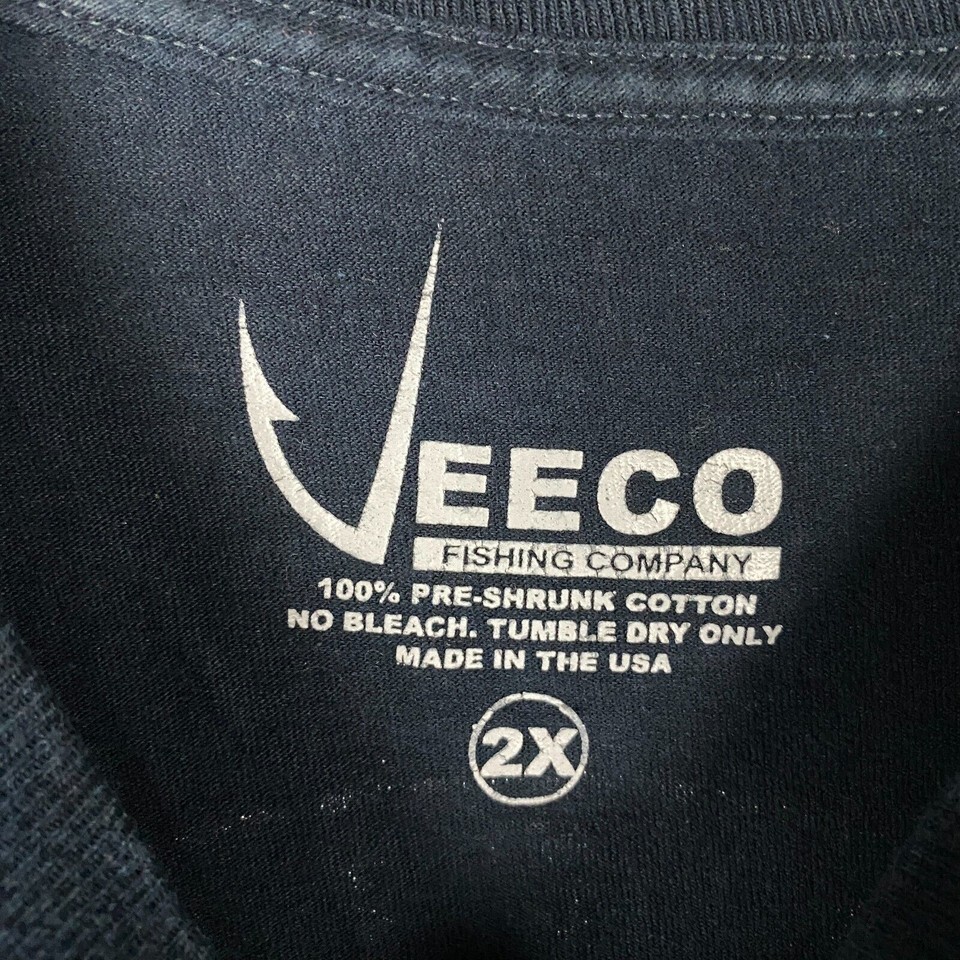 VEECO
FISHING COMPANY
100% PRE-SHRUNK COTTON
NO BLEACH. TUMBLE DRY ONLY
MADE IN THE USA
2X